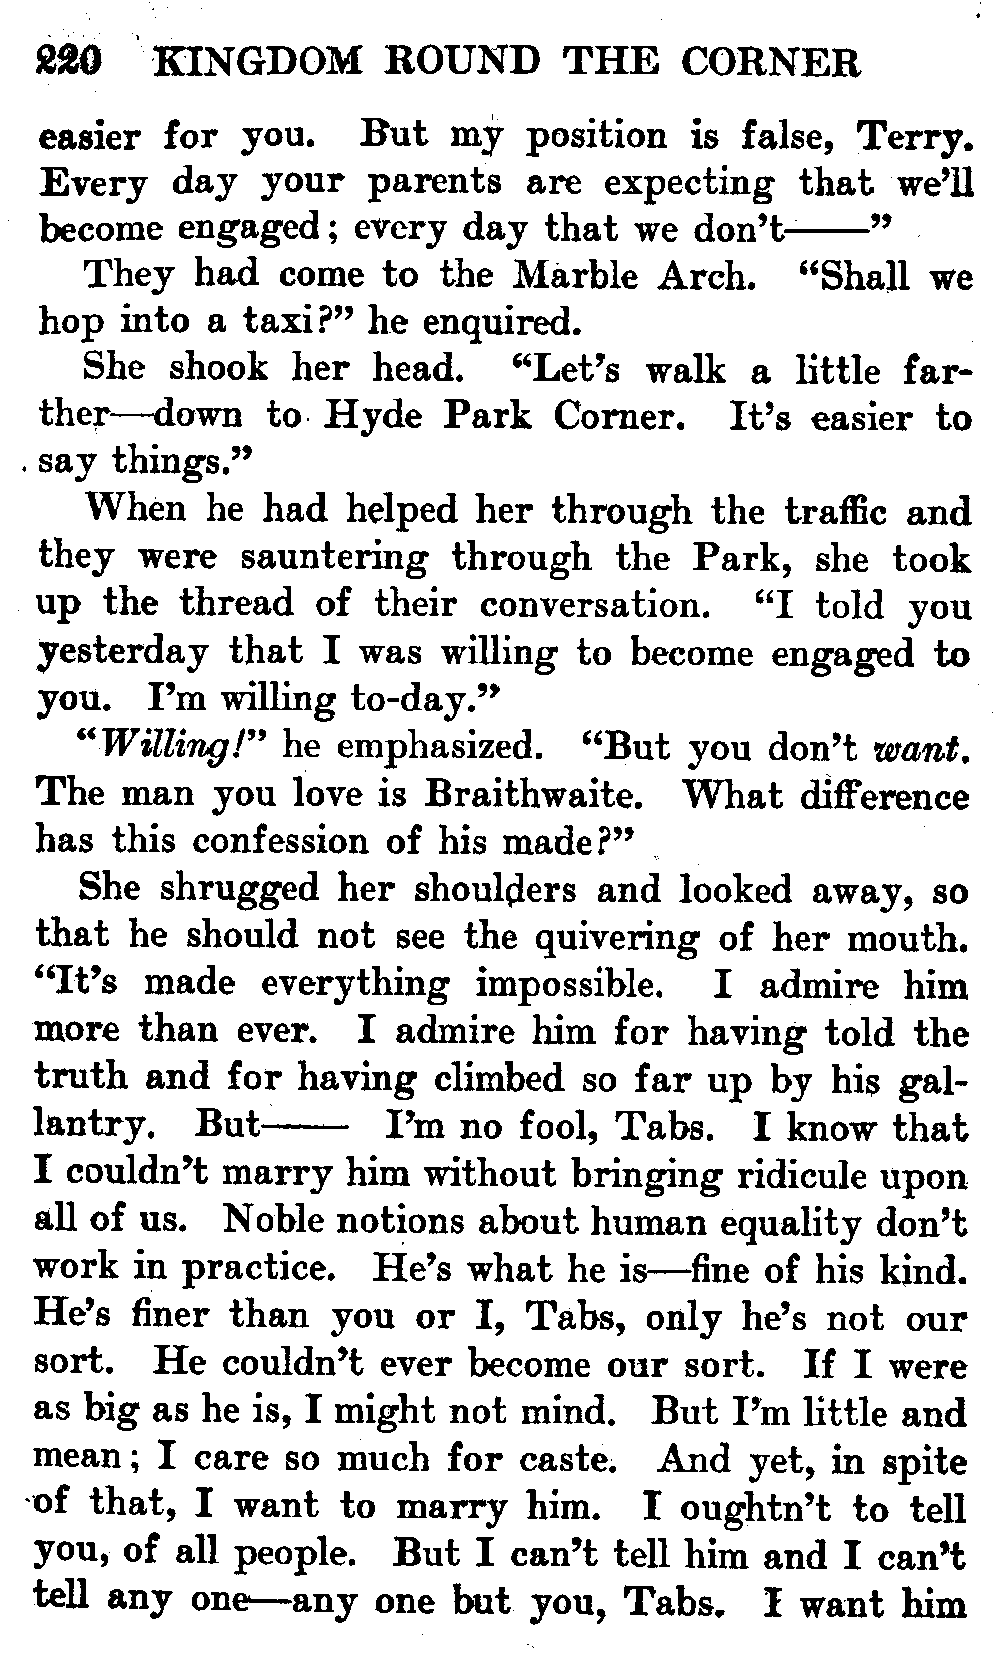 220 KINGDOM ROUND THE CORNER
easier for you. But my position is false, Terry.
Every day your parents are expecting that we'll
become engaged; every day that we don't——"
They had come to the Marble Arch. "Shall we
hop into a taxi?" he enquired.
She shook her head. "Let's walk a little far-
ther—down to Hyde Park Corner. It's easier to
say things."
When he had helped her through the traffic and
they were sauntering through the Park, she took
up the thread of their conversation. "I told you
yesterday that I was willing to become engaged to
you. I'm willing to-day."
"Willing!" he emphasized. "But you don't want.
The man you love is Braithwaite. What difference
has this confession of his made?"
She shrugged her shoulders and looked away, so
that he should not see the quivering of her mouth.
"It's made everything impossible. I admire him
more than ever. I admire him for having told the
truth and for having climbed so far up by his gal-
lantry. But—— I'm no fool, Tabs. I know that
I couldn't marry him without bringing ridicule upon
all of us. Noble notions about human equality don't
work in practice. He's what he is—fine of his kind.
He's finer than you or I, Tabs, only he's not our
sort. He couldn't ever become our sort. If I were
as big as he is, I might not mind. But I'm little and
mean; I care so much for caste. And yet, in spite
of that, I want to marry him. I oughtn't to tell
you, of all people. But I can't tell him and I can't
tell any one—any one but you, Tabs. I want him